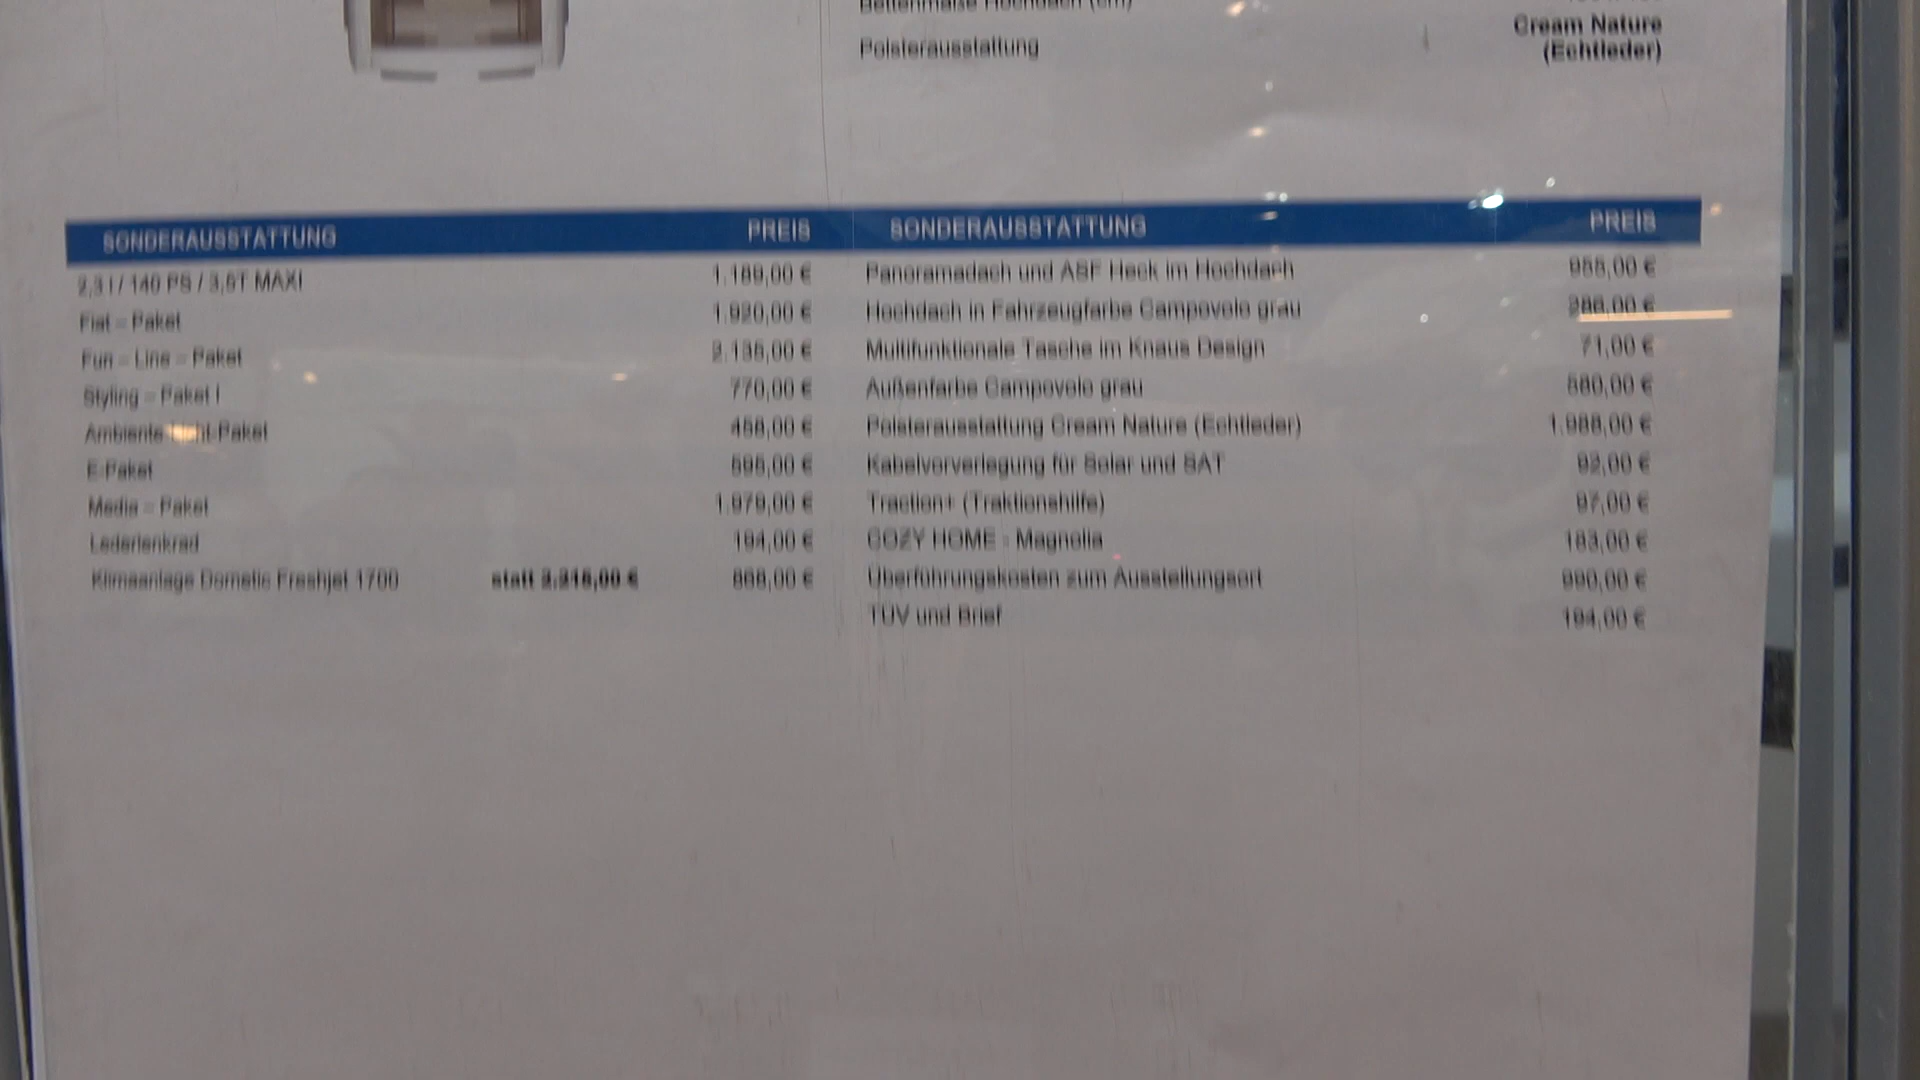 Polsterausstattung
Cream Nature
(Echtleder)
SONDERAUSSTATTUNG PREIS SONDERAUSSTATTUNG PREIS
2,3 l / 140 PS / 3,5T MAXI 1.189,00 € Panoramadach und ASF Heck im Hochdach 955,00 €
Fiat – Paket 1.920,00 € Hochdach in Fahrzeugfarbe Campovolo grau
Fun – Line – Paket 2.135,00 € Multifunktionale Tasche im Knaus Design 71,00 €
Styling – Paket I 770,00 € Außenfarbe Campovolo grau
Ambiente Paket 458,00 € Polsterausstattung Cream Nature (Echtleder) 1.988,00 €
E-Paket 595,00 € Kabelvorverlegung für Solar und SAT 92,00 €
Media – Paket 1.979,00 € Traction+ (Traktionshilfe) 97,00 €
Lederlenkrad 194,00 € COZY HOME - Magnolia 183,00 €
Klimaanlage Dometic Freshjet 1700 statt € 868,00 € Überführungskosten zum Ausstellungsort 990,00 €
TÜV und Brief 194,00 €